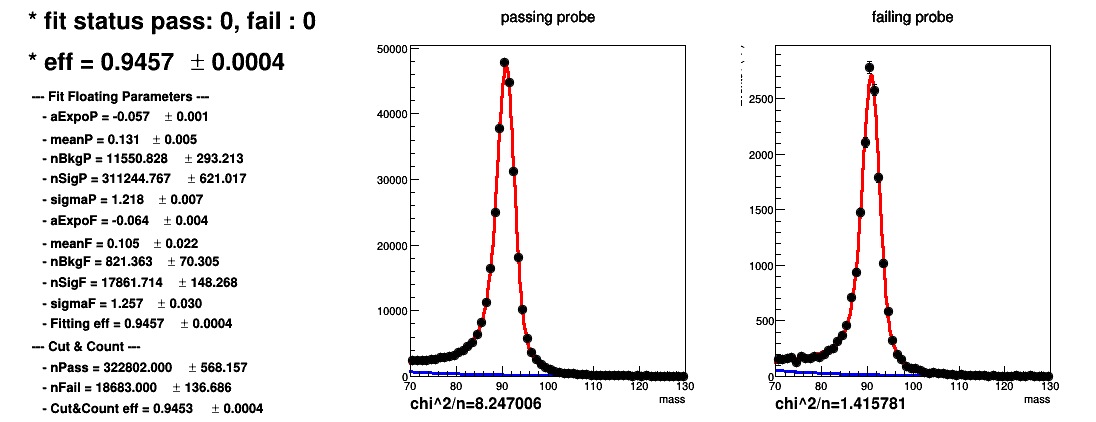 * fit status pass: 0, fail : 0
* eff = 0.9457 ± 0.0004
--- Fit Floating Parameters ---
- aExpoP = -0.057 ± 0.001
- meanP = 0.131 ± 0.005
- nBkgP = 11550.828 ± 293.213
- nSigP = 311244.767 ± 621.017
- sigmaP = 1.218 ± 0.007
- aExpoF = -0.064 ± 0.004
- meanF = 0.105 ± 0.022
- nBkgF = 821.363 ± 70.305
- nSigF = 17861.714 ± 148.268
- sigmaF = 1.257 ± 0.030
- Fitting eff = 0.9457 ± 0.0004
--- Cut & Count ---
- nPass = 322802.000 ± 568.157
- nFail = 18683.000 ± 136.686
- Cut&Count eff = 0.9453 ± 0.0004
passing probe
50000
40000
30000
20000
10000
0
70 80 90 100 110 120 130
mass
chi^2/n=8.247006
failing probe
2500
2000
1500
1000
500
0
70 80 90 100 110 120 130
mass
chi^2/n=1.415781